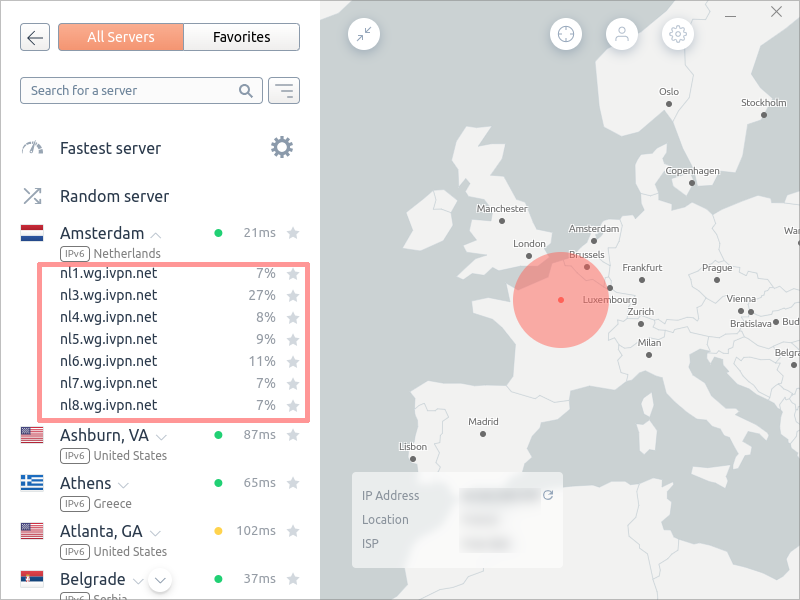 All Servers
Favorites
Search for a server
Fastest server
Random server
Amsterdam 21ms
IPv6 Netherlands
nl1.wg.ivpn.net 7%
nl3.wg.ivpn.net 27%
nl4.wg.ivpn.net 8%
nl5.wg.ivpn.net 9%
nl6.wg.ivpn.net 11%
nl7.wg.ivpn.net 7%
nl8.wg.ivpn.net 7%
Ashburn, VA 87ms
IPv6 United States
Athens 65ms
IPv6 Greece
Atlanta, GA 102ms
IPv6 United States
Belgrade 37ms
IPv6 Serbia
Oslo
Stockholm
Copenhagen
Manchester
Amsterdam
London
Brussels
Frankfurt
Prague
Luxembourg
Vienna
Zurich
Bratislava
Bud
Milan
Belgra
Madrid
Lisbon
IP Address
Location
ISP